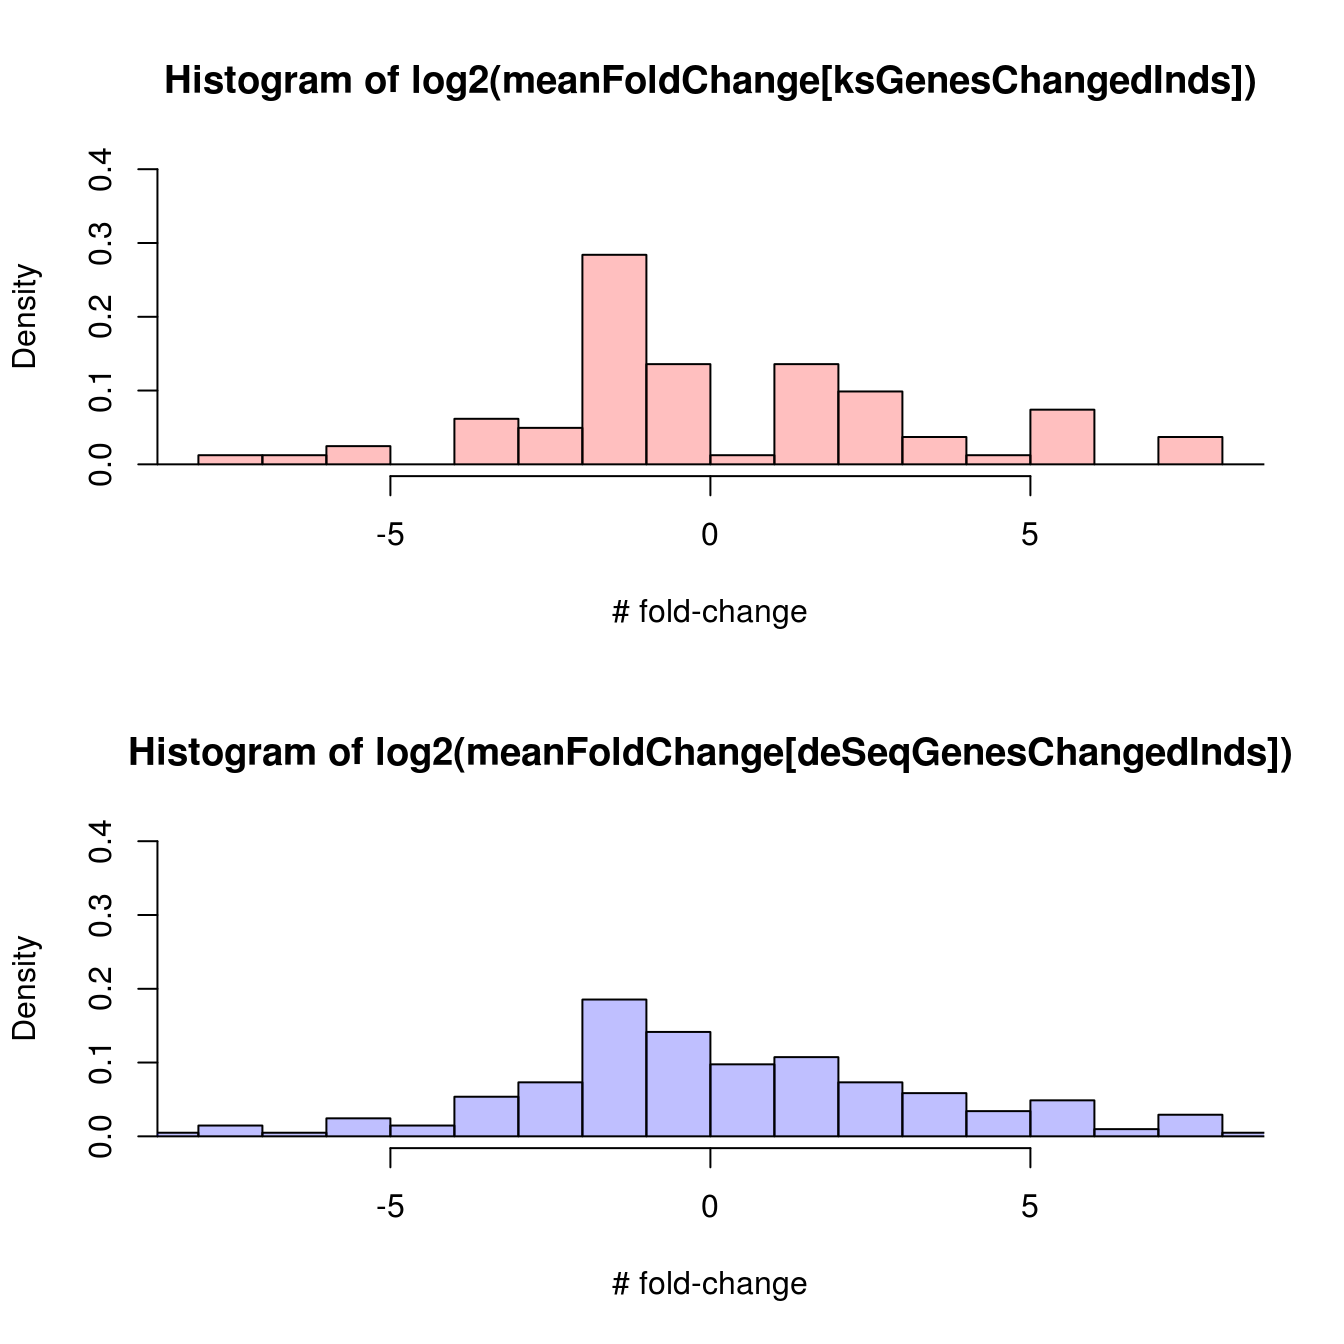 Histogram of log2(meanFoldChange[ksGenesChangedInds])
Density
0.4
0.3
0.2
0.1
0.0
-5 0 5
# fold-change
Histogram of log2(meanFoldChange[deSeqGenesChangedInds])
Density
0.4
0.3
0.2
0.1
0.0
-5 0 5
# fold-change